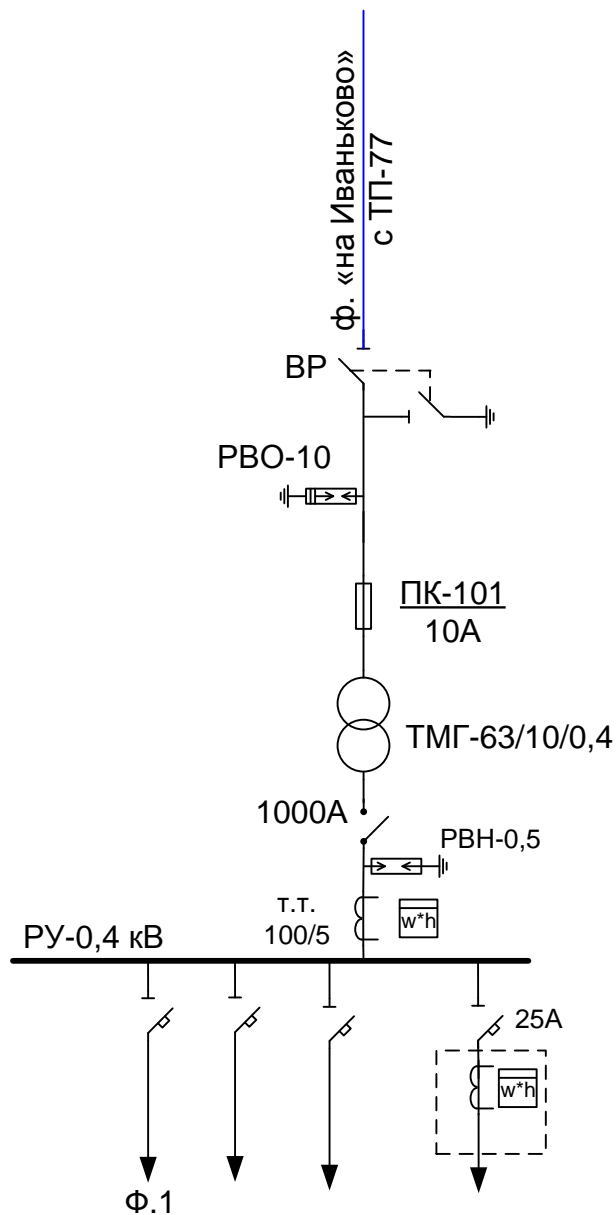 ф. «на Иваньково»
с ТП-77
ВР
РВО-10
ПК-101
10А
ТМГ-63/10/0,4
1000А
РВН-0,5
т.т.
100/5
w*h
РУ-0,4 кВ
25А
w*h
Ф.1